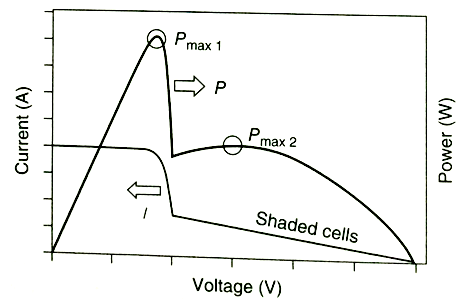 P max 1
P
P max 2
I
Shaded cells
Current (A)
Power (W)
Voltage (V)